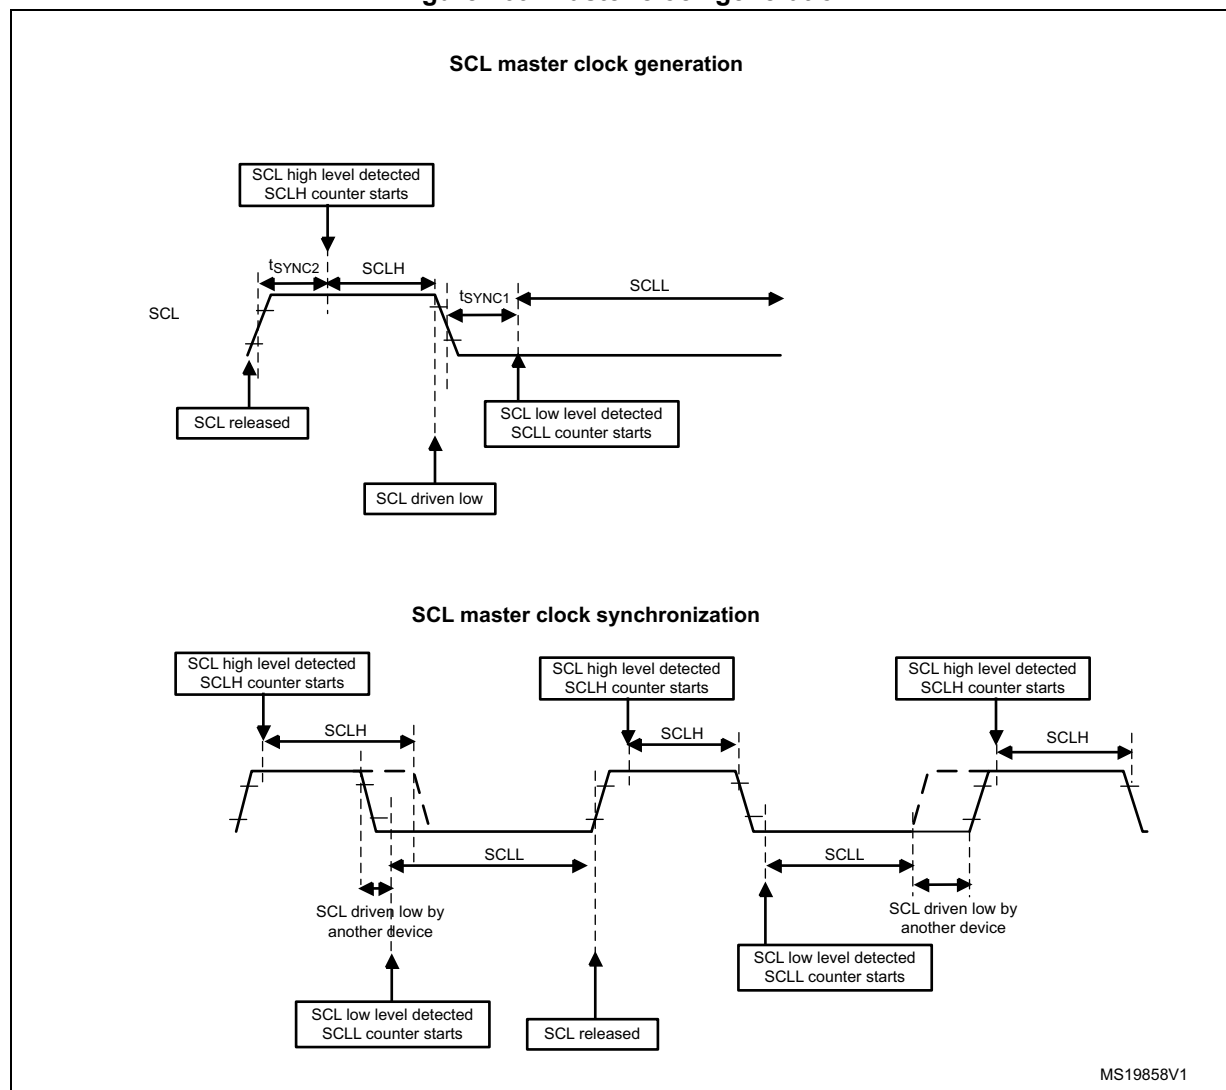 SCL master clock generation
SCL high level detected
SCLH counter starts
tSYNC2
SCLH
SCLL
tSYNC1
SCL
SCL released
SCL low level detected
SCLL counter starts
SCL driven low
SCL master clock synchronization
SCL high level detected
SCLH counter starts
SCL high level detected
SCLH counter starts
SCL high level detected
SCLH counter starts
SCLH
SCLH
SCLH
SCLL
SCLL
SCL driven low by
another device
SCL driven low by
another device
SCL low level detected
SCLL counter starts
SCL low level detected
SCLL counter starts
SCL released
MS19858V1